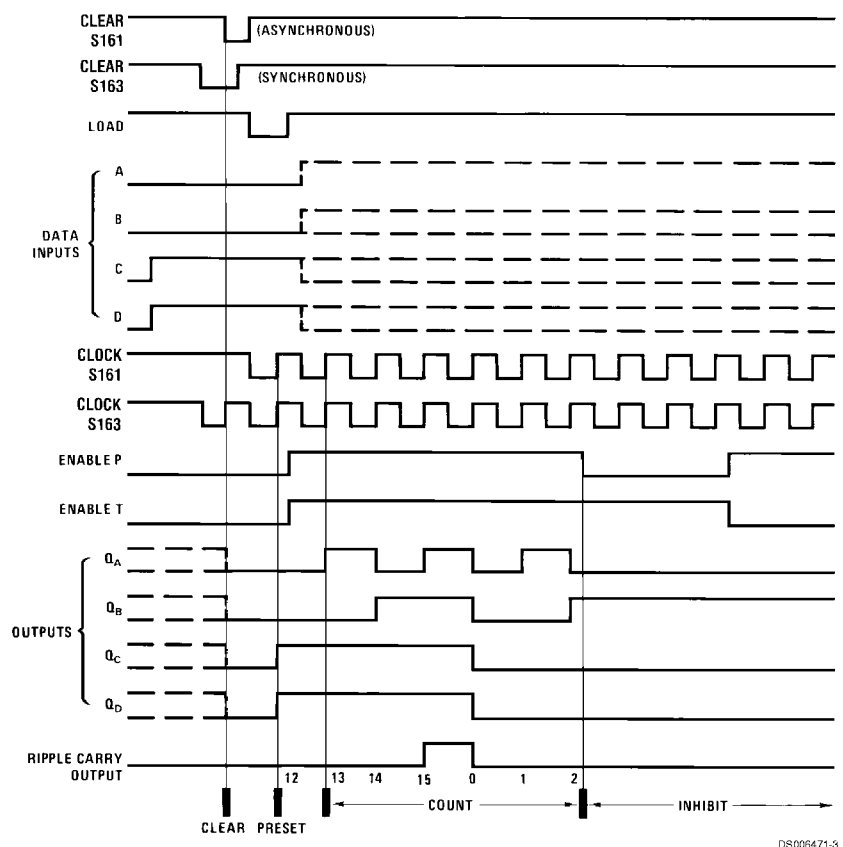 CLEAR
S161
(ASYNCHRONOUS)
CLEAR
S163
(SYNCHRONOUS)
LOAD
A
B
DATA
INPUTS
C
D
CLOCK
S161
CLOCK
S163
ENABLE P
ENABLE T
QA
QB
OUTPUTS
QC
QD
RIPPLE CARRY
OUTPUT
12 13 14 15 0 1 2
COUNT INHIBIT
CLEAR PRESET
DS006471-3